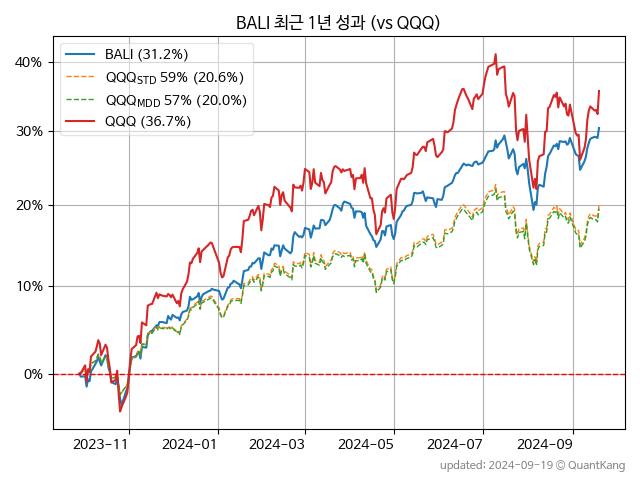 BALI 최근 1년 성과 (vs QQQ)
BALI (31.2%)
QQQSTD 59% (20.6%)
QQQMDD 57% (20.0%)
QQQ (36.7%)
40%
30%
20%
10%
0%
2023-11 2024-01 2024-03 2024-05 2024-07 2024-09
updated: 2024-09-19 © QuantKang